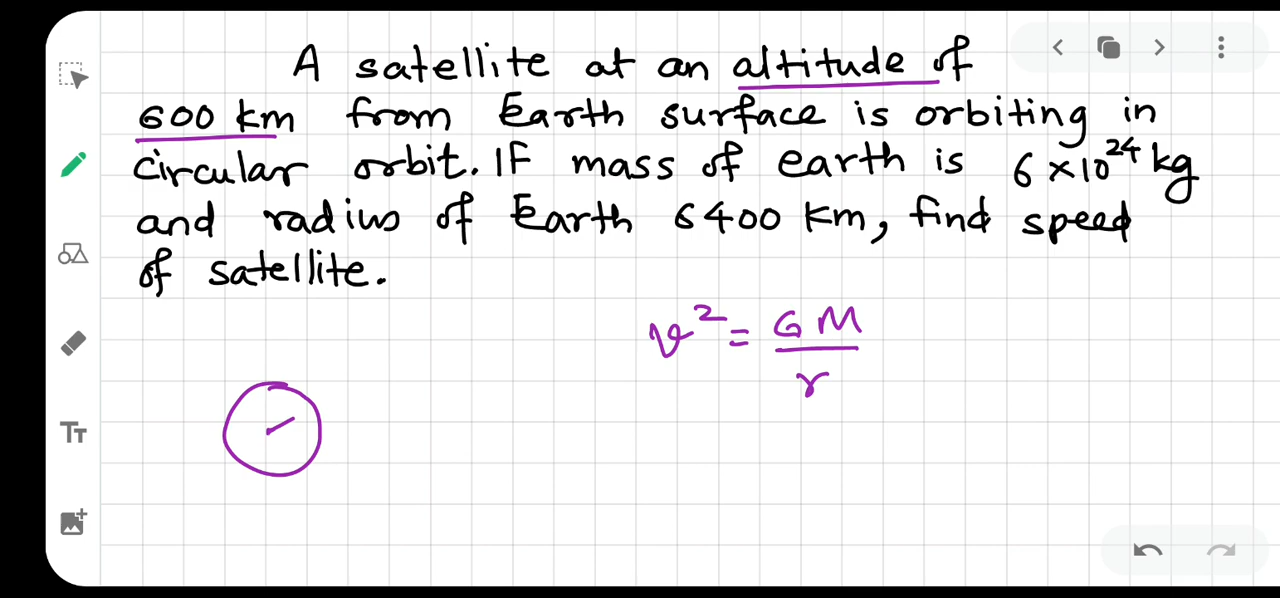 A satellite at an altitude of
600 km from Earth surface is orbiting in
circular orbit. IF mass of earth is 6 × 10²⁴ kg
and radius of Earth 6400 Km, find speed
of satellite.
v² = GM
r
Tт